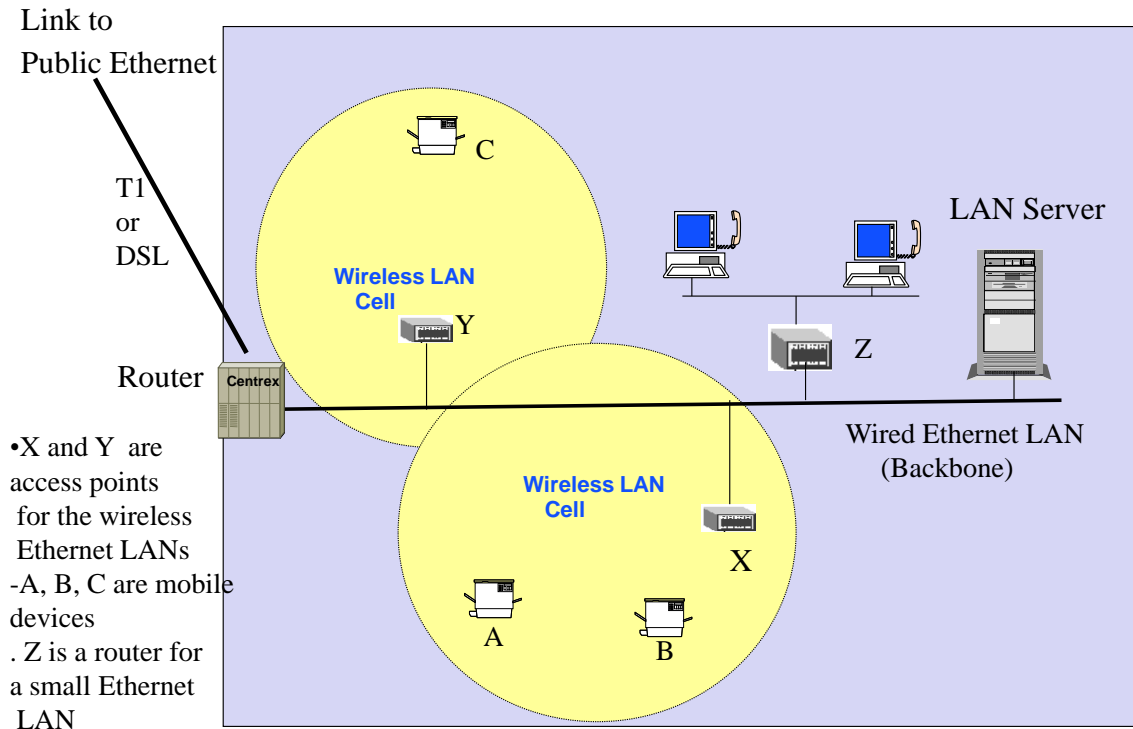 Link to
Public Ethernet
T1
or
DSL
C
Wireless LAN
Cell
Y
LAN Server
Z
Router
Centrex
Wired Ethernet LAN
(Backbone)
Wireless LAN
Cell
X
A
B
•X and Y are
access points
for the wireless
Ethernet LANs
-A, B, C are mobile
devices
. Z is a router for
a small Ethernet
LAN